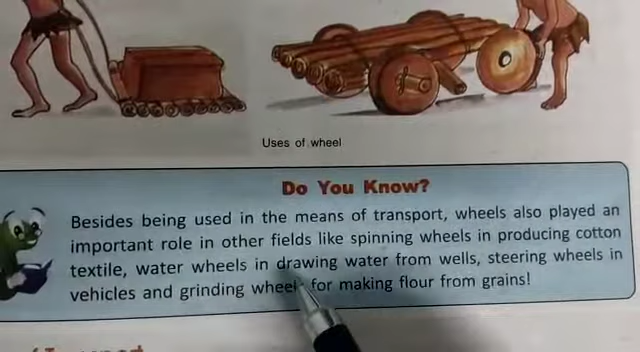 Uses of wheel
Do You Know?
Besides being used in the means of transport, wheels also played an
important role in other fields like spinning wheels in producing cotton
textile, water wheels in drawing water from wells, steering wheels in
vehicles and grinding wheel for making flour from grains!